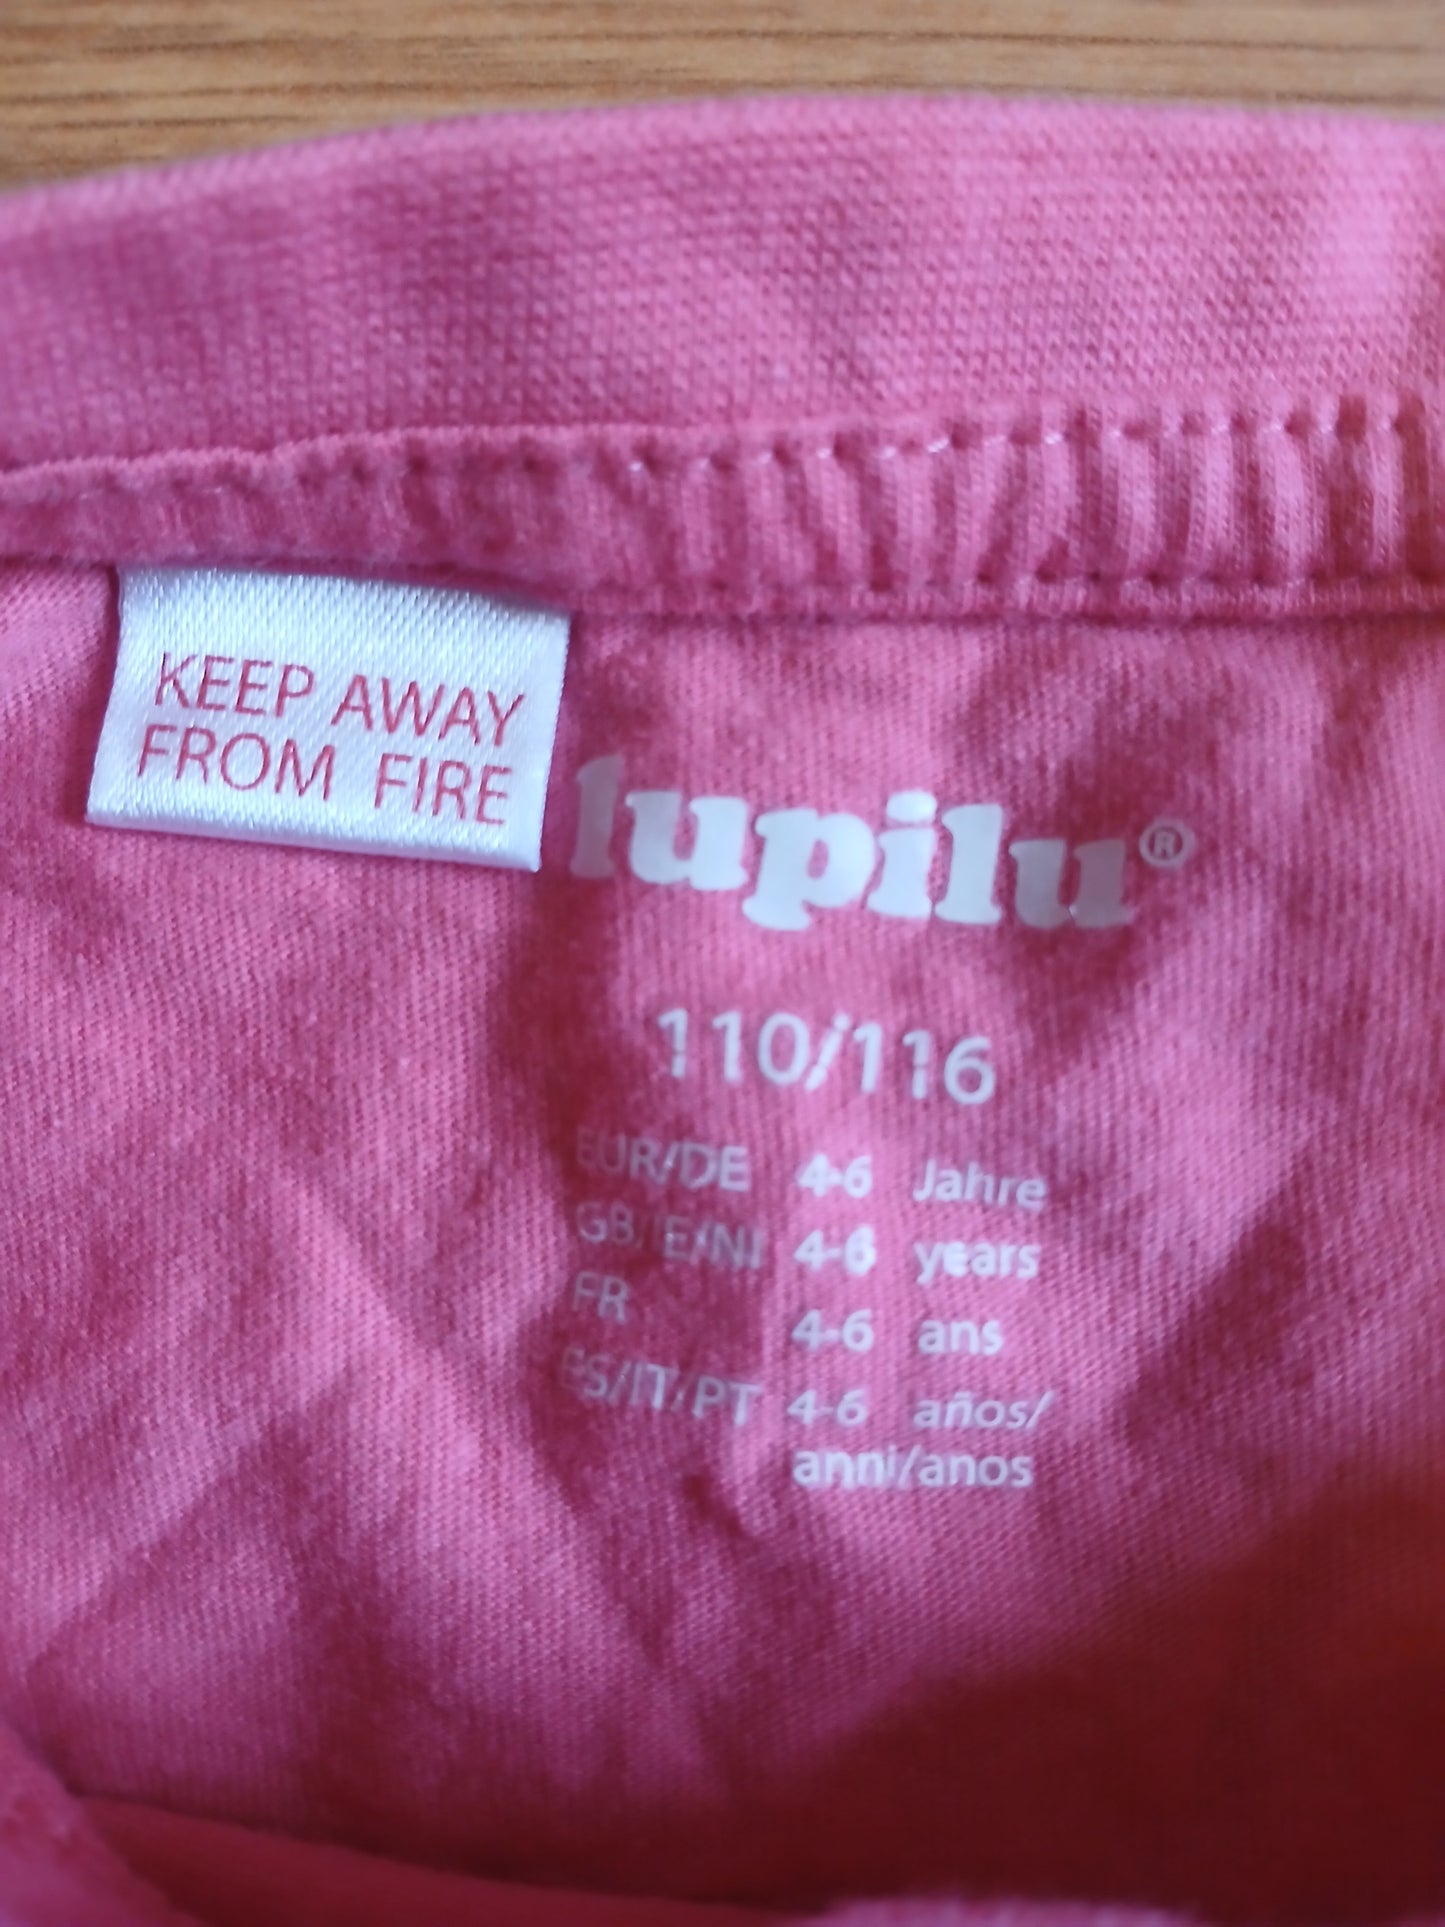 KEEP AWAY
FROM FIRE
lupilu®
110/116
EUR/DE 4-6 Jahre
GB, IE/NI 4-6 years
FR 4-6 ans
ES/IT/PT 4-6 años/
anni/anos